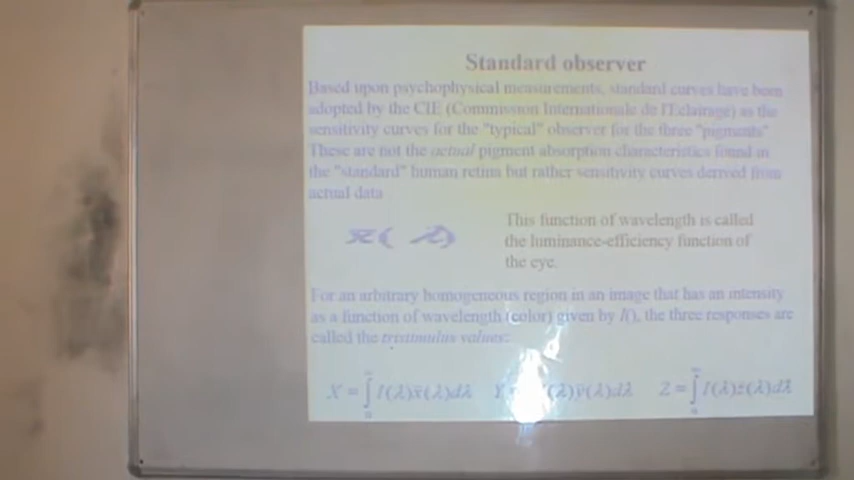 Standard observer
Based upon psychophysical measurements, standard curves have been
adopted by the CIE (Commission Internationale de l'Eclairage) as the
sensitivity curves for the "typical" observer for the three "pigments"
These are not the actual pigment absorption characteristics found in
the "standard" human retina but rather sensitivity curves derived from
actual data
This function of wavelength is called
the luminance-efficiency function of
the eye.
For an arbitrary homogeneous region in an image that has an intensity
as a function of wavelength (color) given by I(), the three responses are
called the tristimulus values:
X = ∫ I(λ)x̄(λ)dλ Y (λ)ȳ(λ)dλ Z = ∫ I(λ)z̄(λ)dλ